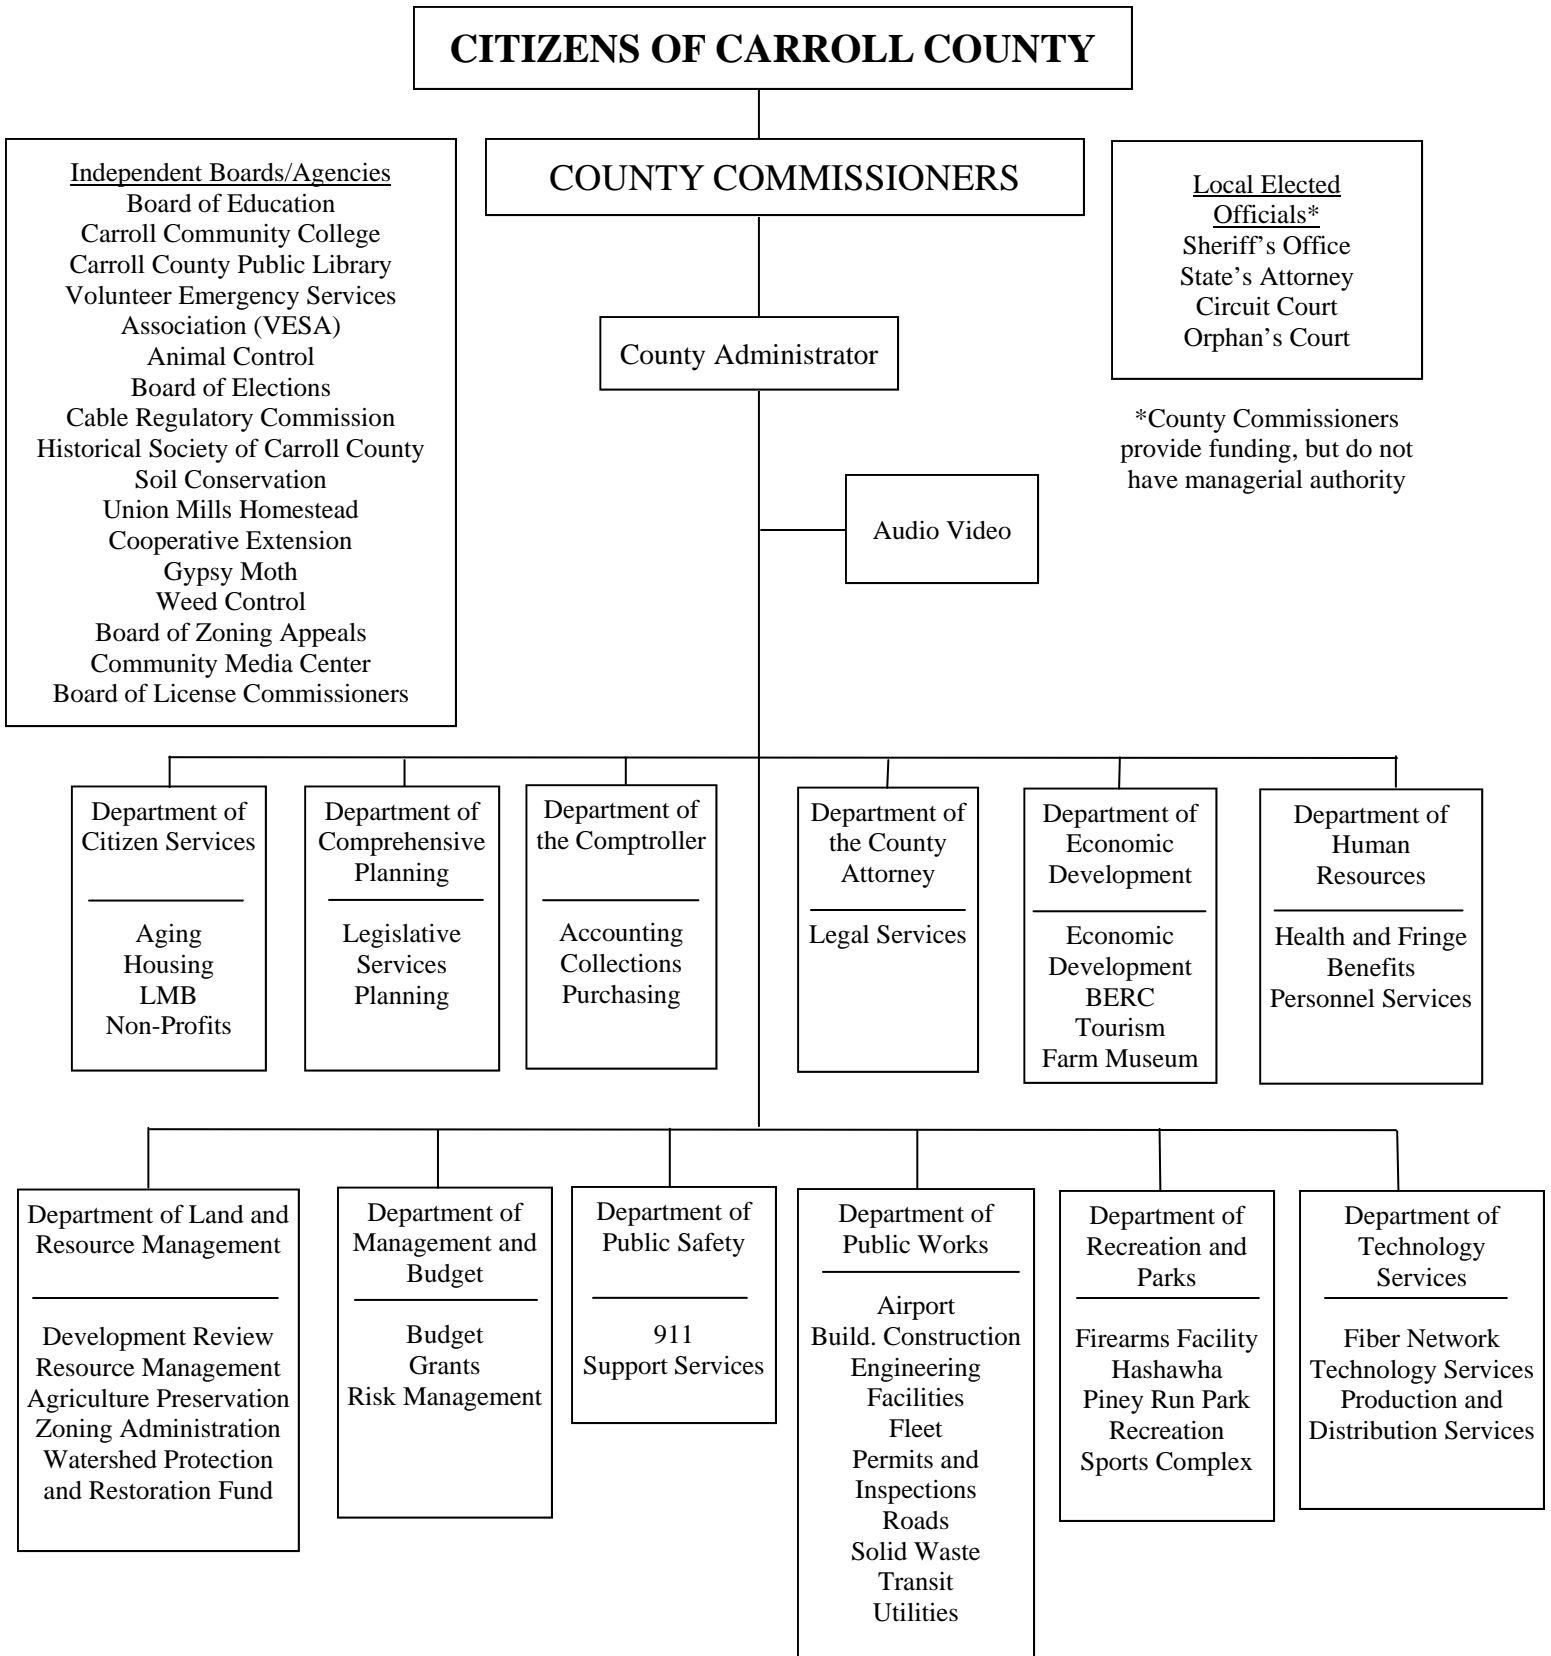 CITIZENS OF CARROLL COUNTY
COUNTY COMMISSIONERS
Independent Boards/Agencies
Board of Education
Carroll Community College
Carroll County Public Library
Volunteer Emergency Services
Association (VESA)
Animal Control
Board of Elections
Cable Regulatory Commission
Historical Society of Carroll County
Soil Conservation
Union Mills Homestead
Cooperative Extension
Gypsy Moth
Weed Control
Board of Zoning Appeals
Community Media Center
Board of License Commissioners
Local Elected
Officials*
Sheriff's Office
State's Attorney
Circuit Court
Orphan's Court
*County Commissioners
provide funding, but do not
have managerial authority
County Administrator
Audio Video
Department of
Citizen Services
Aging
Housing
LMB
Non-Profits
Department of
Comprehensive
Planning
Legislative
Services
Planning
Department of
the Comptroller
Accounting
Collections
Purchasing
Department of
the County
Attorney
Legal Services
Department of
Economic
Development
Economic
Development
BERC
Tourism
Farm Museum
Department of
Human
Resources
Health and Fringe
Benefits
Personnel Services
Department of Land and
Resource Management
Development Review
Resource Management
Agriculture Preservation
Zoning Administration
Watershed Protection
and Restoration Fund
Department of
Management and
Budget
Budget
Grants
Risk Management
Department of
Public Safety
911
Support Services
Department of
Public Works
Airport
Build. Construction
Engineering
Facilities
Fleet
Permits and
Inspections
Roads
Solid Waste
Transit
Utilities
Department of
Recreation and
Parks
Firearms Facility
Hashawha
Piney Run Park
Recreation
Sports Complex
Department of
Technology
Services
Fiber Network
Technology Services
Production and
Distribution Services